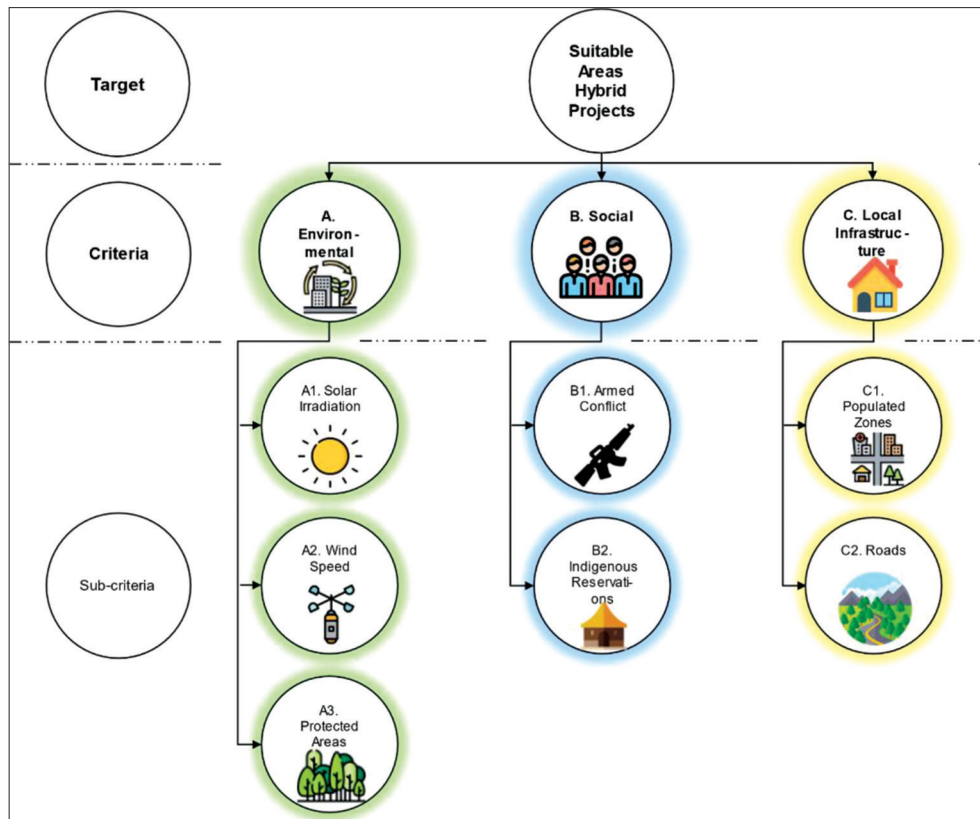 Target
Suitable
Areas
Hybrid
Projects
Criteria
A.
Environ-
mental
B. Social
C. Local
Infrastruc-
ture
Sub-criteria
A1. Solar
Irradiation
B1. Armed
Conflict
C1.
Populated
Zones
A2. Wind
Speed
B2.
Indigenous
Reservati-
ons
C2. Roads
A3.
Protected
Areas